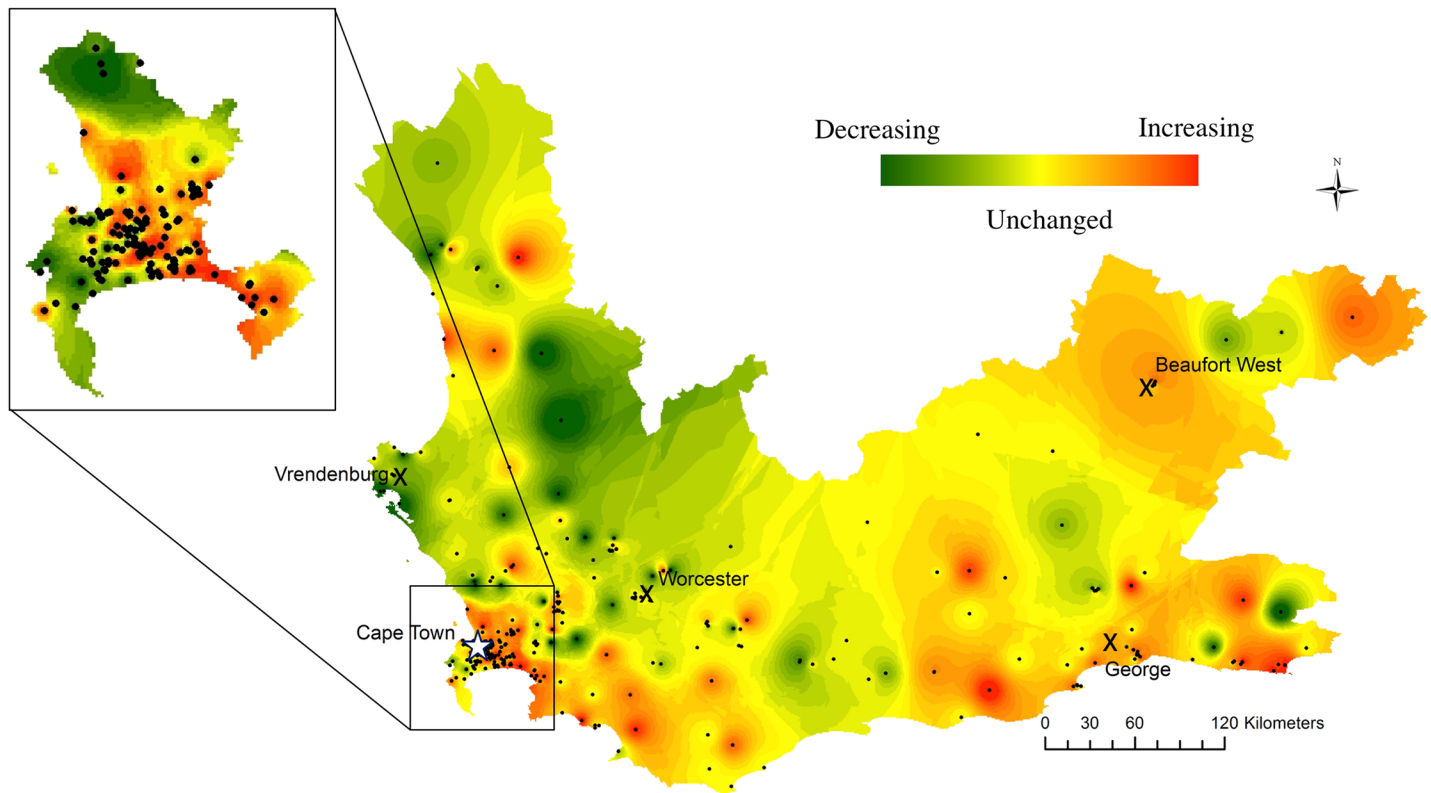 Decreasing
Increasing
Unchanged
N
Beaufort West
Vrendenburg
X
X
X
Worcester
Cape Town
X
George
0 30 60 120 Kilometers